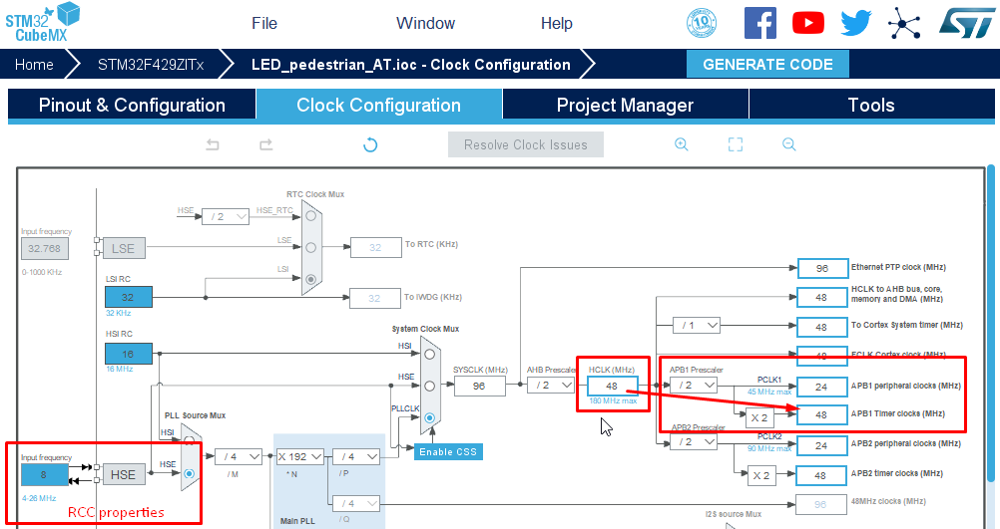 STM32
CubeMX
File
Window
Help
10
ST
Home
STM32F429ZITx
LED_pedestrian_AT.ioc - Clock Configuration
GENERATE CODE
Pinout & Configuration
Clock Configuration
Project Manager
Tools
Resolve Clock Issues
RTC Clock Mux
HSE
/ 2
HSE_RTC
Input frequency
32.768
LSE
LSE
32
To RTC (KHz)
0-1000 KHz
LSI RC
LSI
96
Ethernet PTP clock (MHz)
32
32
To IWDG (KHz)
48
HCLK to AHB bus, core,
memory and DMA (MHz)
32 KHz
/ 1
48
To Cortex System timer (MHz)
HSI RC
System Clock Mux
16
HSI
48
FCLK Cortex clock (MHz)
16 MHz
SYSCLK (MHz)
AHB Prescaler
HCLK (MHz)
APB1 Prescaler
HSE
96
/ 2
48
/ 2
PCLK1
24
APB1 peripheral clocks (MHz)
180 MHz max
45 MHz max
PLLCLK
X 2
48
APB1 Timer clocks (MHz)
PLL Source Mux
APB2 Prescaler
HSI
/ 2
PCLK2
24
APB2 peripheral clocks (MHz)
90 MHz max
Enable CSS
Input frequency
8
HSE
HSE
/ 4
X 192
/ 4
X 2
48
APB2 timer clocks (MHz)
/ M
* N
/ P
4-26 MHz
/ 4
96
48MHz clocks (MHz)
RCC properties
Main PLL
/ Q
I2S source Mux